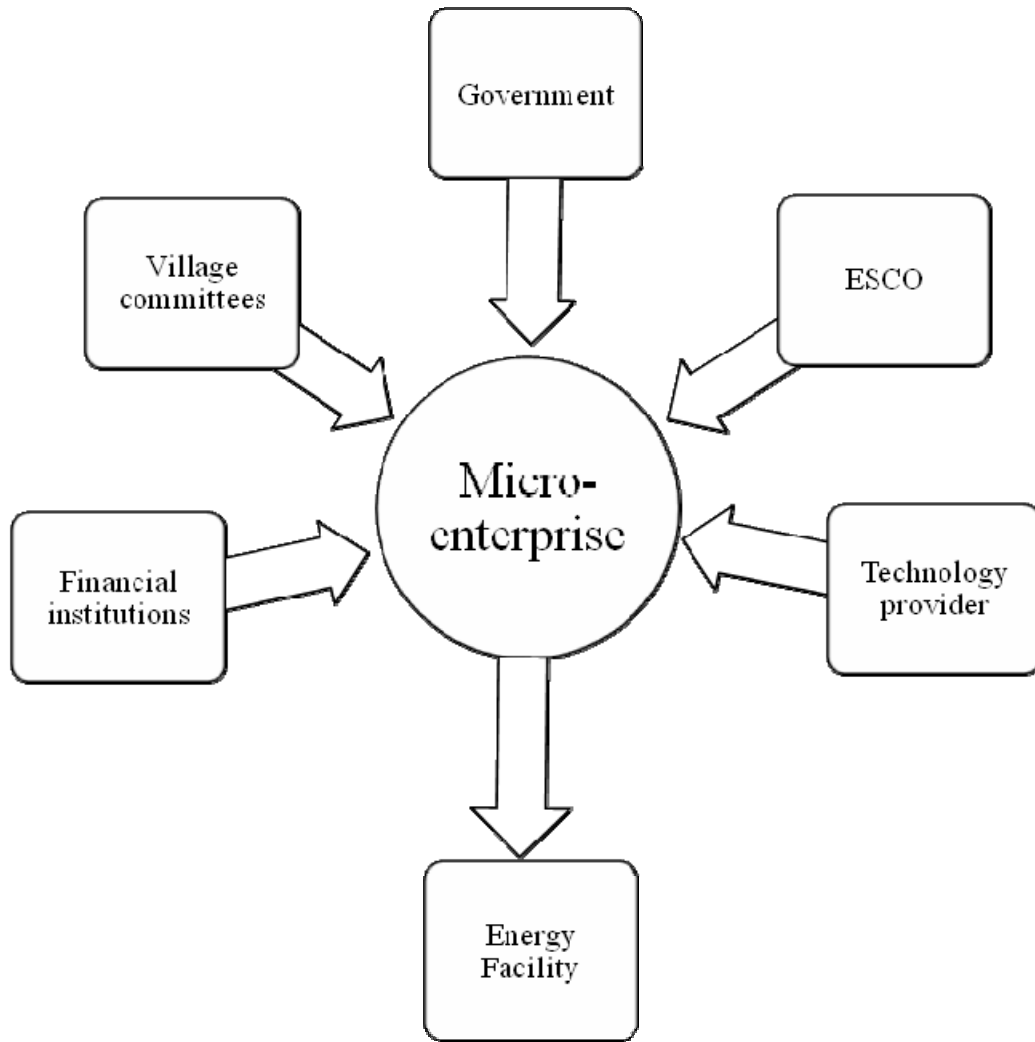 Government
Village
committees
ESCO
Micro-
enterprise
Financial
institutions
Technology
provider
Energy
Facility